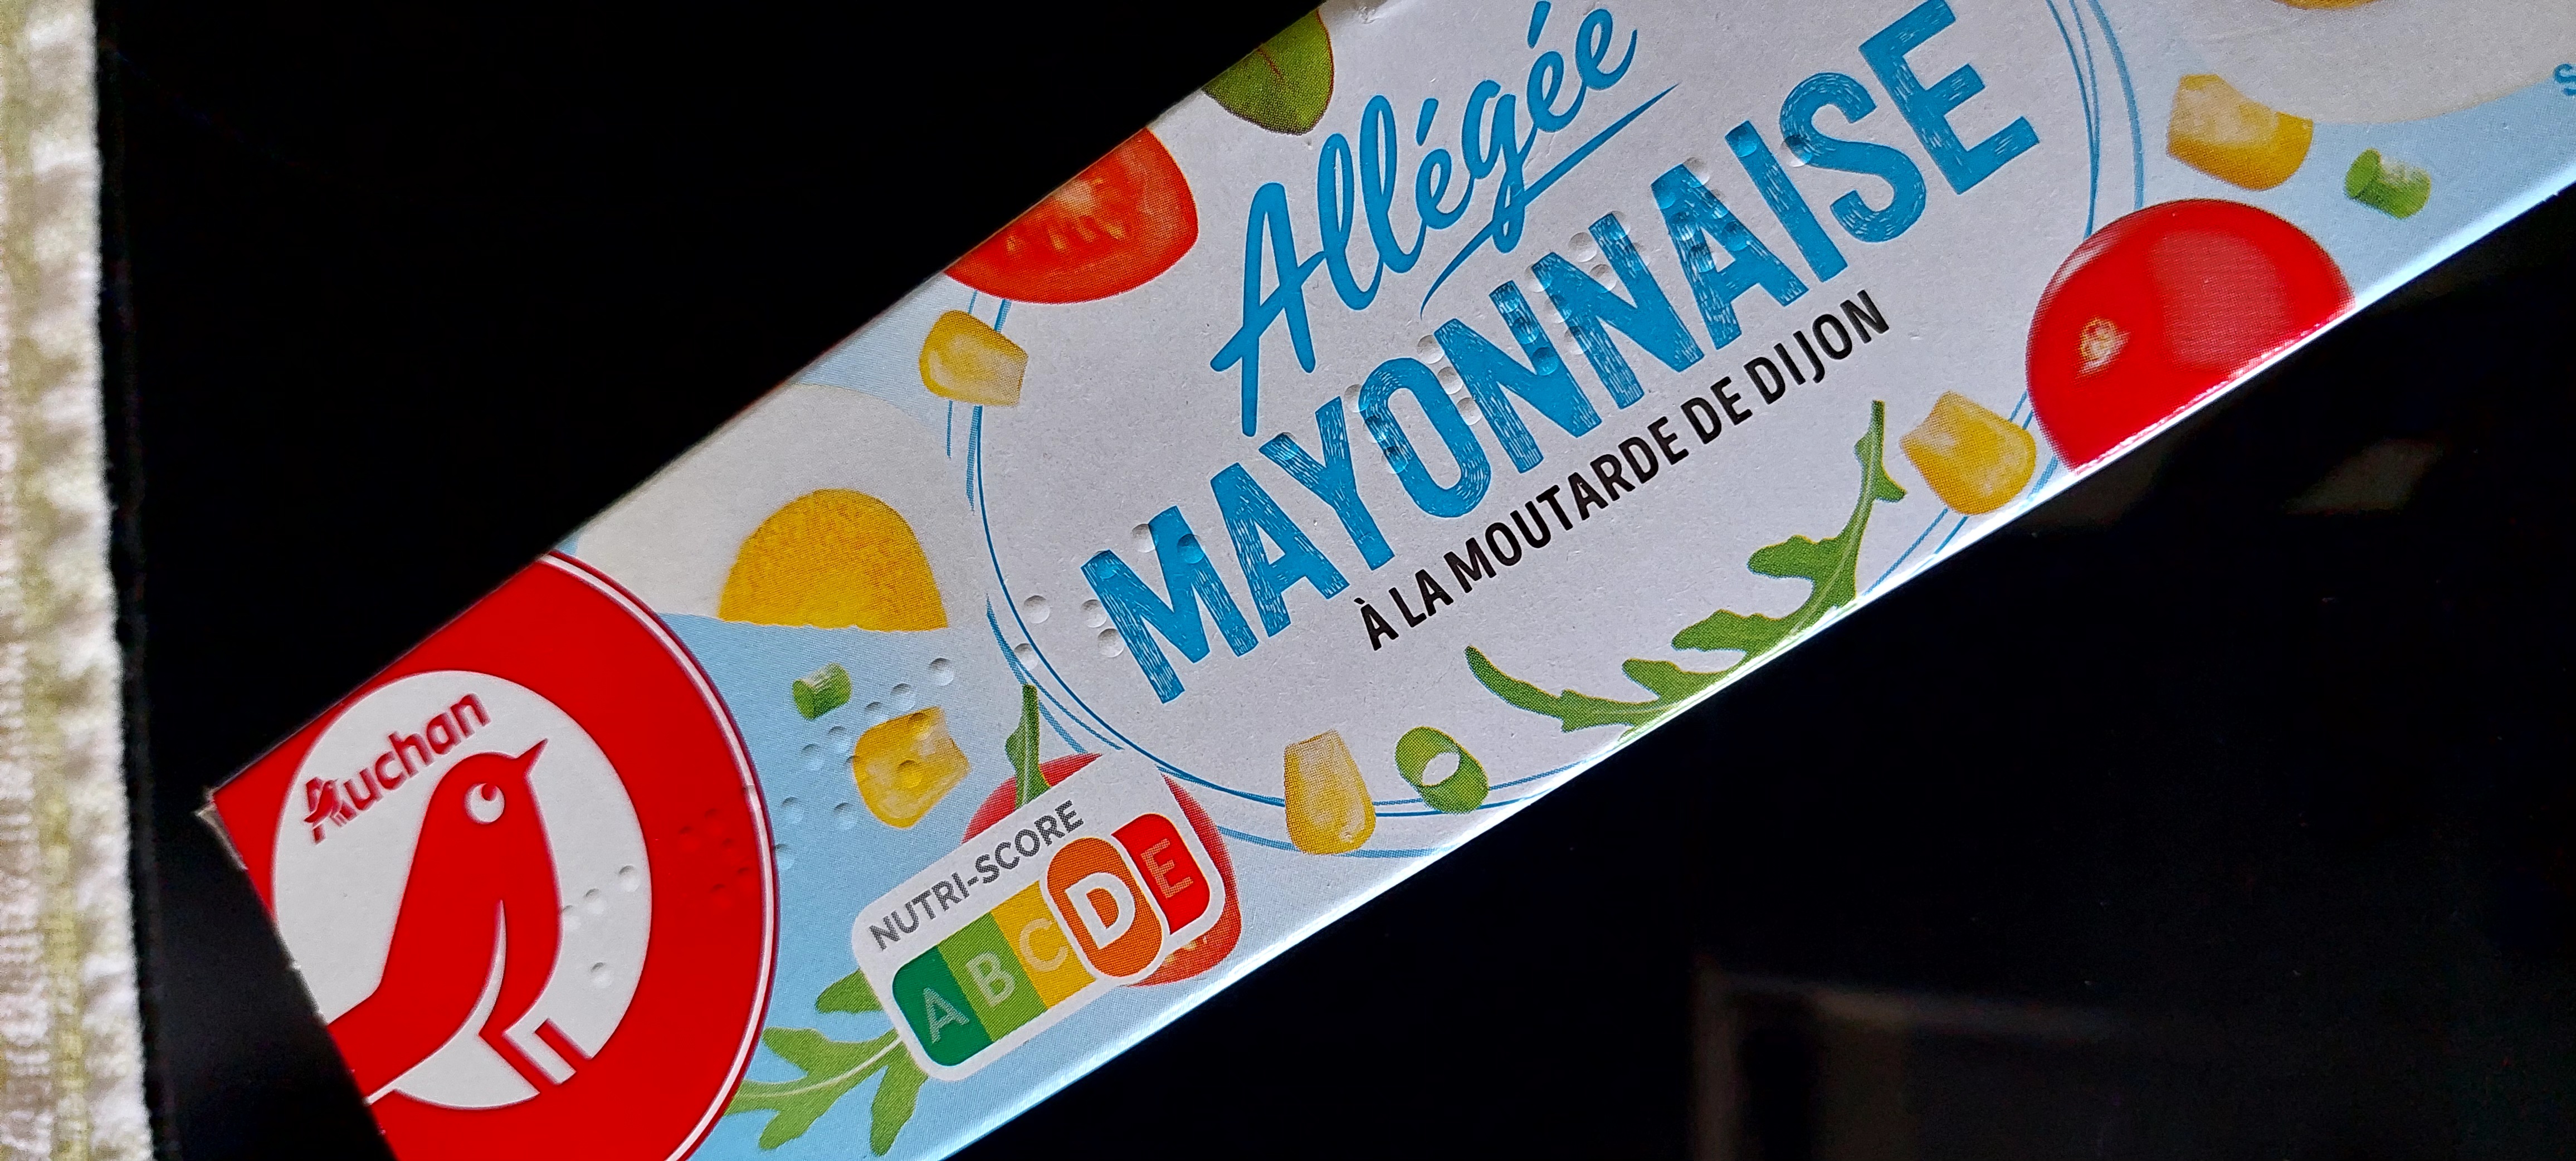 Allégée
MAYONNAISE
À LA MOUTARDE DE DIJON
Auchan
NUTRI-SCORE
A B C D E